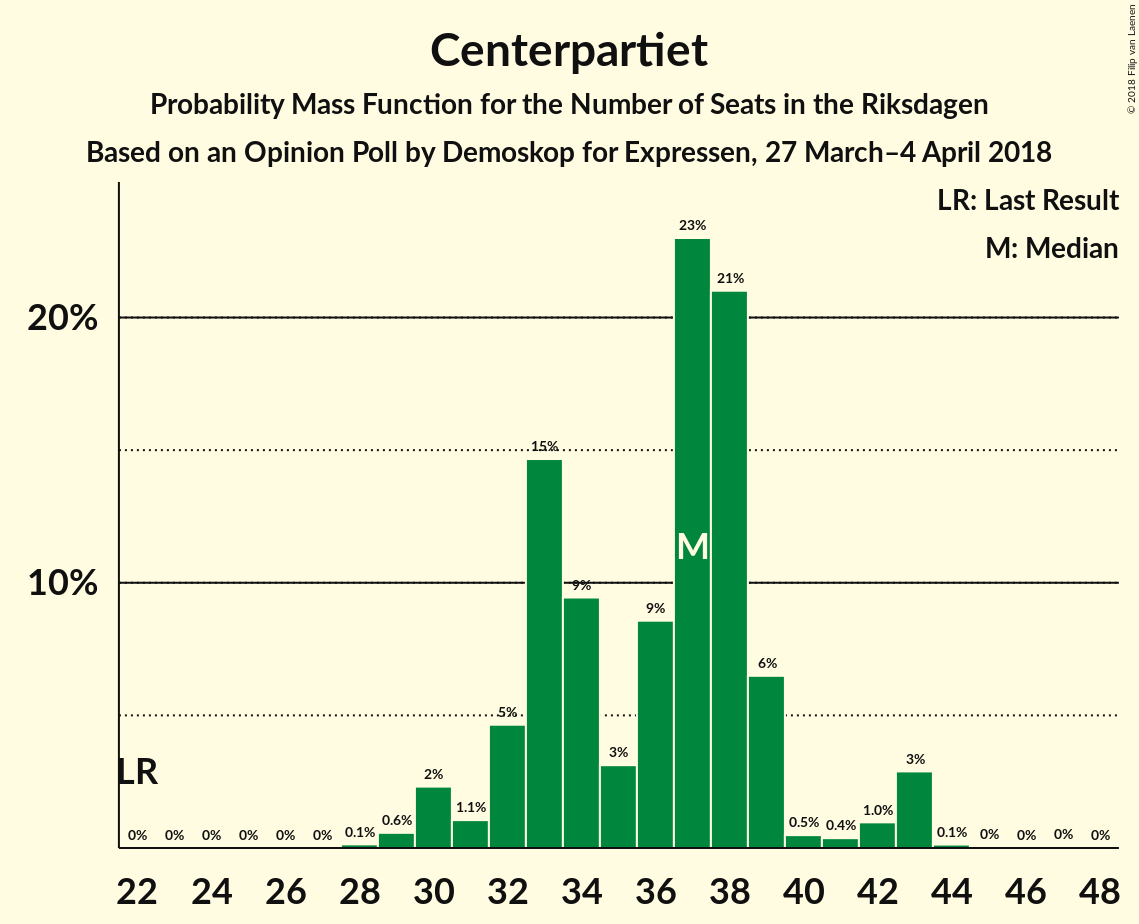 Centerpartiet
Probability Mass Function for the Number of Seats in the Riksdagen
Based on an Opinion Poll by Demoskop for Expressen, 27 March–4 April 2018
© 2018 Filip van Laenen
LR: Last Result
M: Median
20%
10%
LR
M
0% 0% 0% 0% 0% 0% 0.1% 0.6% 2% 1.1% 5% 15% 9% 3% 9% 23% 21% 6% 0.5% 0.4% 1.0% 3% 0.1% 0% 0% 0% 0%
22 24 26 28 30 32 34 36 38 40 42 44 46 48